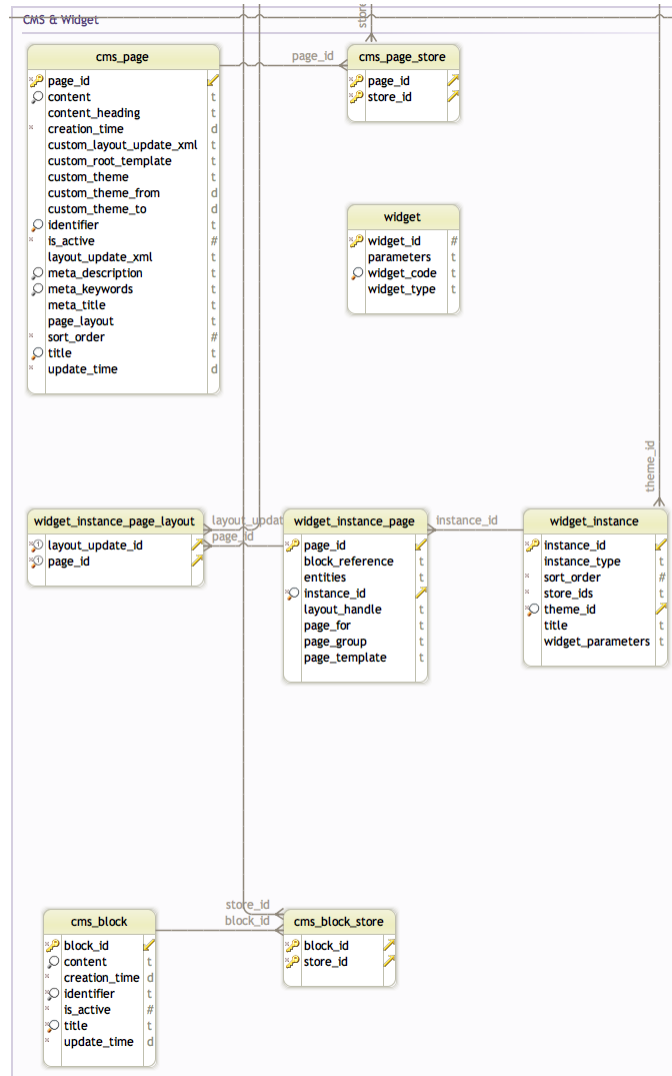 CMS & Widget
store
cms_page
page_id
content t
content_heading t
creation_time d
custom_layout_update_xml t
custom_root_template t
custom_theme t
custom_theme_from d
custom_theme_to d
identifier t
is_active #
layout_update_xml t
meta_description t
meta_keywords t
meta_title t
page_layout t
sort_order #
title t
update_time d
page_id
cms_page_store
page_id
store_id
widget
widget_id #
parameters t
widget_code t
widget_type t
theme_id
widget_instance_page_layout
layout_update_id
page_id
layout_updat
page_id
widget_instance_page
page_id
block_reference t
entities t
instance_id
layout_handle t
page_for t
page_group t
page_template t
instance_id
widget_instance
instance_id
instance_type t
sort_order #
store_ids t
theme_id
title t
widget_parameters t
store_id
block_id
cms_block
block_id
content t
creation_time d
identifier t
is_active #
title t
update_time d
cms_block_store
block_id
store_id